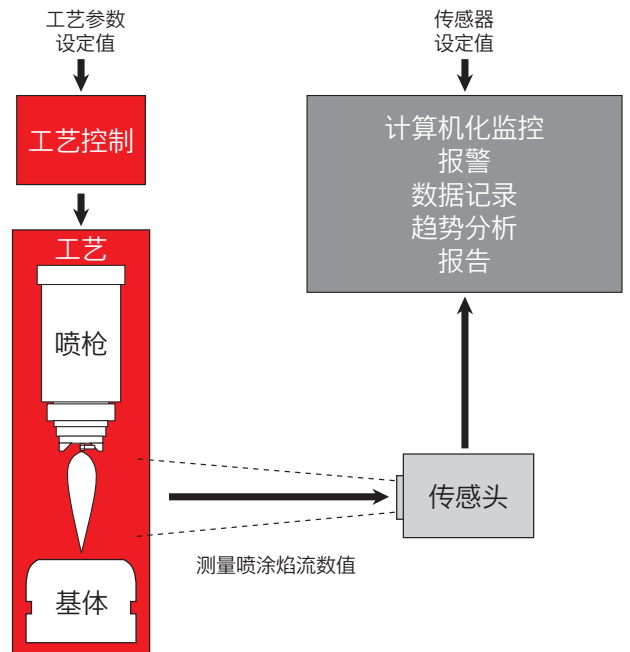 工艺参数
设定值
工艺控制
工艺
喷枪
基体
传感器
设定值
计算机化监控
报警
数据记录
趋势分析
报告
传感头
测量喷涂焰流数值